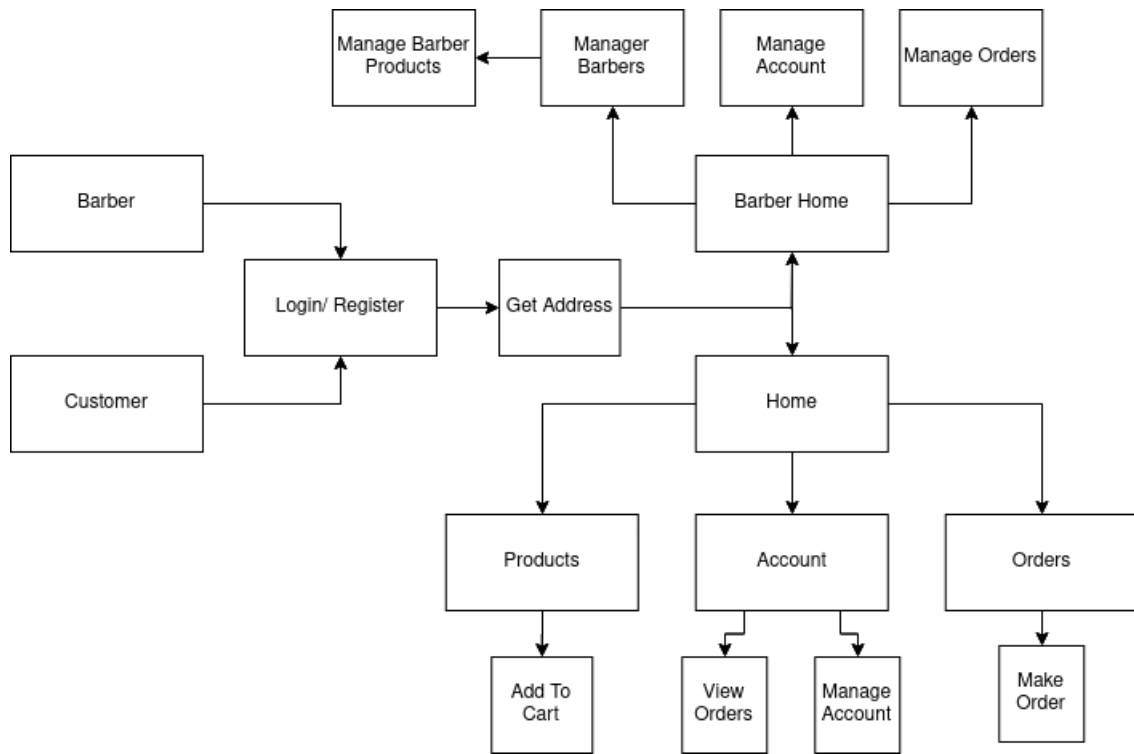 Manage Barber
Products
Manager
Barbers
Manage
Account
Manage Orders
Barber
Barber Home
Login/ Register
Get Address
Customer
Home
Products
Account
Orders
Add To
Cart
View
Orders
Manage
Account
Make
Order